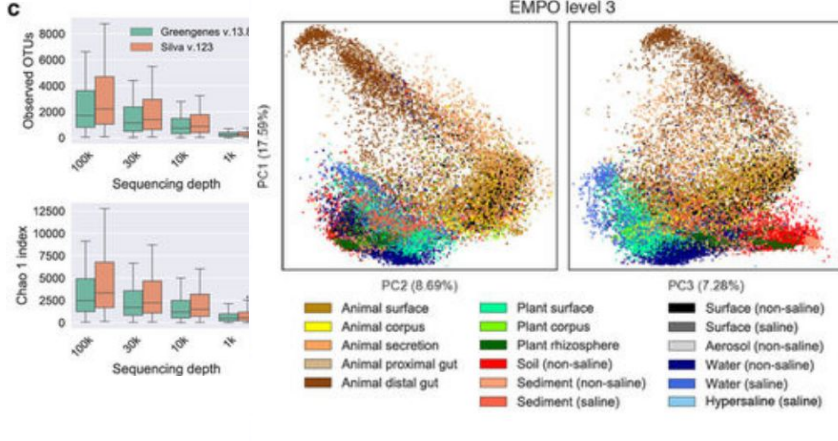 c
EMPO level 3
Observed OTUs
8000
6000
4000
2000
0
Greengenes v.13.8
Silva v.123
100k
30k
10k
1k
Sequencing depth
Chao 1 index
12500
10000
7500
5000
2500
0
100k
30k
10k
1k
Sequencing depth
PC1 (17.59%)
PC2 (8.69%)
PC3 (7.28%)
Animal surface
Animal corpus
Animal secretion
Animal proximal gut
Animal distal gut
Plant surface
Plant corpus
Plant rhizosphere
Soil (non-saline)
Sediment (non-saline)
Sediment (saline)
Surface (non-saline)
Surface (saline)
Aerosol (non-saline)
Water (non-saline)
Water (saline)
Hypersaline (saline)